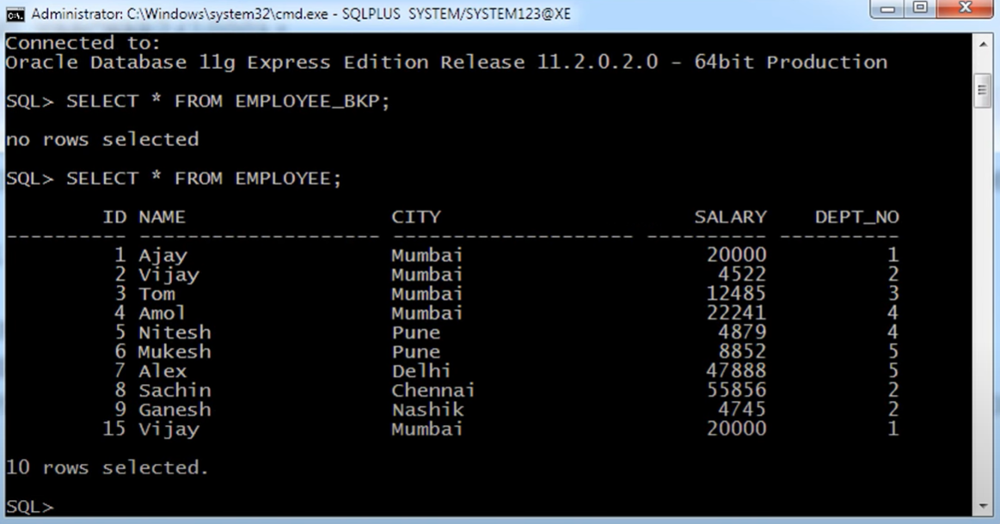 Administrator: C:\Windows\system32\cmd.exe - SQLPLUS  SYSTEM/SYSTEM123@XE
Connected to:
Oracle Database 11g Express Edition Release 11.2.0.2.0 - 64bit Production
SQL> SELECT * FROM EMPLOYEE_BKP;
no rows selected
SQL> SELECT * FROM EMPLOYEE;
        ID NAME                 CITY                     SALARY    DEPT_NO
---------- -------------------- -------------------- ---------- ----------
         1 Ajay                 Mumbai                    20000          1
         2 Vijay                Mumbai                     4522          2
         3 Tom                  Mumbai                    12485          3
         4 Amol                 Mumbai                    22241          4
         5 Nitesh               Pune                       4879          4
         6 Mukesh               Pune                       8852          5
         7 Alex                 Delhi                     47888          5
         8 Sachin               Chennai                   55856          2
         9 Ganesh               Nashik                     4745          2
        15 Vijay                Mumbai                    20000          1
10 rows selected.
SQL>